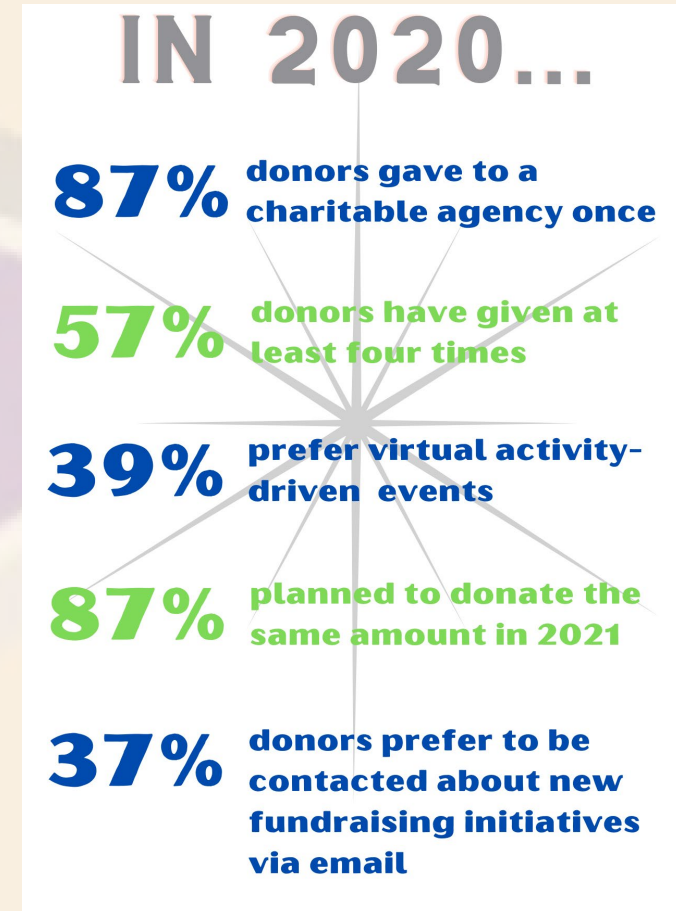 IN 2020...
87% donors gave to a
charitable agency once
57% donors have given at
least four times
39% prefer virtual activity-
driven events
87% planned to donate the
same amount in 2021
37% donors prefer to be
contacted about new
fundraising initiatives
via email